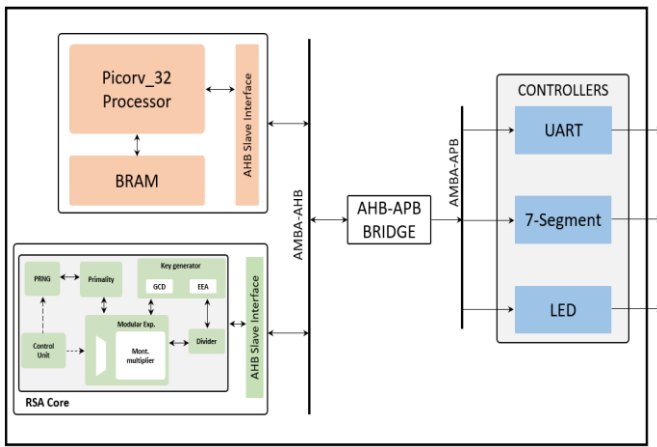 Picorv_32
Processor
BRAM
AHB Slave Interface
PRNG
Primality
Key generator
GCD
EEA
Control
Unit
Modular Exp.
Mont.
multiplier
Divider
AHB Slave Interface
RSA Core
AMBA-AHB
AHB-APB
BRIDGE
AMBA-APB
CONTROLLERS
UART
7-Segment
LED